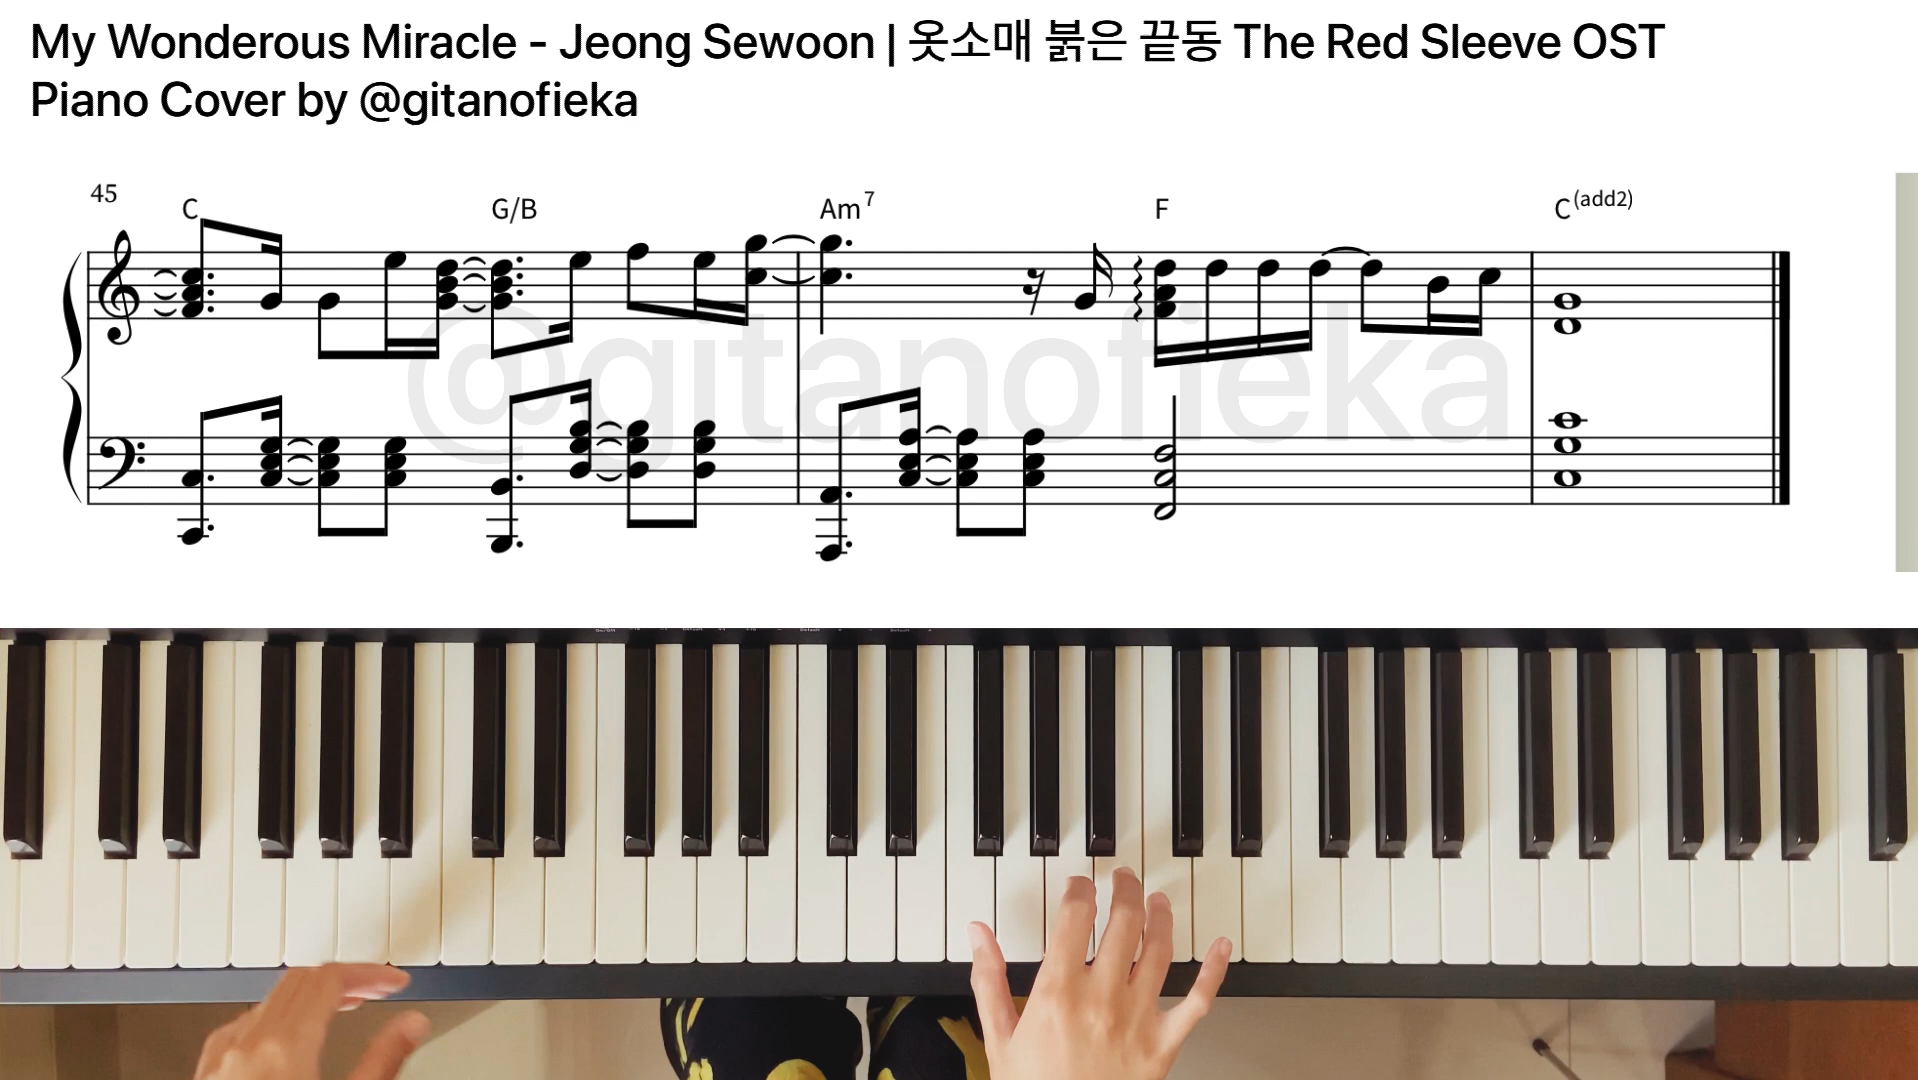 My Wonderous Miracle - Jeong Sewoon | 옷소매 붉은 끝동 The Red Sleeve OST
Piano Cover by @gitanofieka
45
C G/B Am7 F C(add2)
@gitanofieka